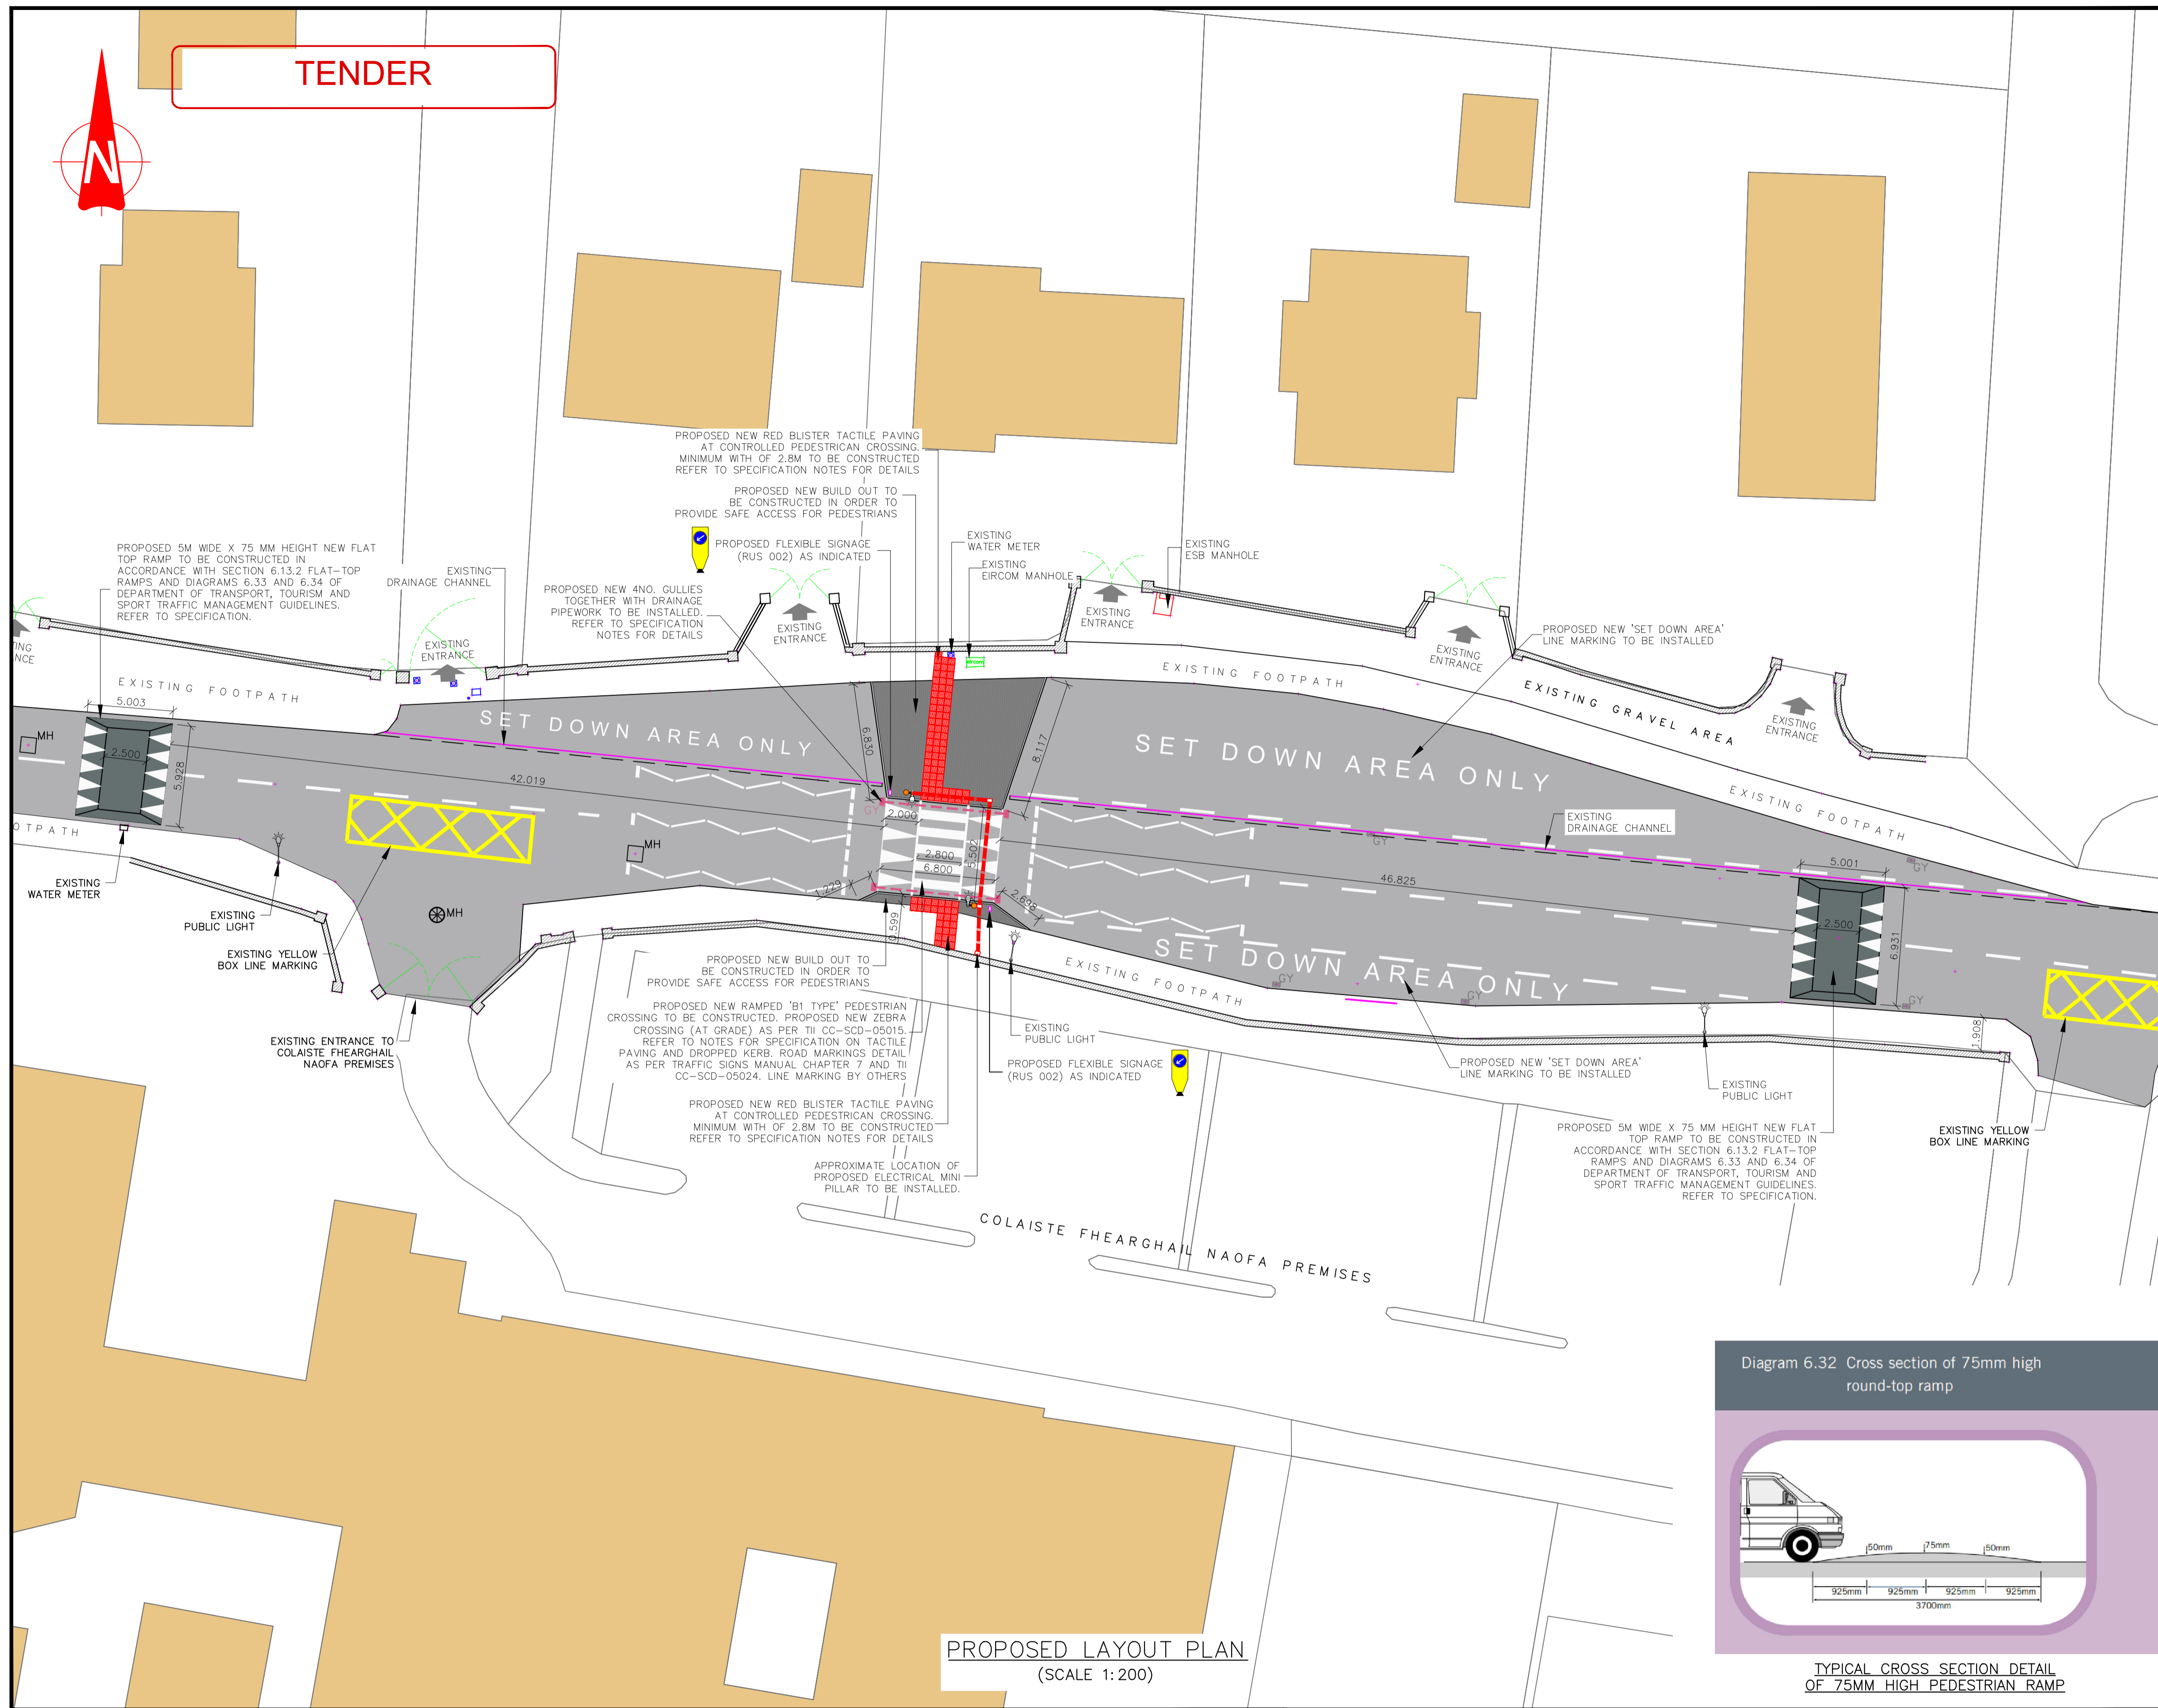 TENDER
N
PROPOSED NEW RED BLISTER TACTILE PAVING
AT CONTROLLED PEDESTRICAN CROSSING.
MINIMUM WITH OF 2.8M TO BE CONSTRUCTED
REFER TO SPECIFICATION NOTES FOR DETAILS
PROPOSED NEW BUILD OUT TO
BE CONSTRUCTED IN ORDER TO
PROVIDE SAFE ACCESS FOR PEDESTRIANS
PROPOSED FLEXIBLE SIGNAGE
(RUS 002) AS INDICATED
EXISTING
WATER METER
EXISTING
EIRCOM MANHOLE
EXISTING
ESB MANHOLE
PROPOSED 5M WIDE X 75 MM HEIGHT NEW FLAT
TOP RAMP TO BE CONSTRUCTED IN
ACCORDANCE WITH SECTION 6.13.2 FLAT-TOP
RAMPS AND DIAGRAMS 6.33 AND 6.34 OF
DEPARTMENT OF TRANSPORT, TOURISM AND
SPORT TRAFFIC MANAGEMENT GUIDELINES.
REFER TO SPECIFICATION.
EXISTING
DRAINAGE CHANNEL
PROPOSED NEW 4NO. GULLIES
TOGETHER WITH DRAINAGE
PIPEWORK TO BE INSTALLED.
REFER TO SPECIFICATION
NOTES FOR DETAILS
TING
NCE
EXISTING
ENTRANCE
EXISTING
ENTRANCE
EXISTING
ENTRANCE
EXISTING
ENTRANCE
EXISTING
ENTRANCE
PROPOSED NEW 'SET DOWN AREA'
LINE MARKING TO BE INSTALLED
eircom
EXISTING FOOTPATH
EXISTING FOOTPATH
EXISTING GRAVEL AREA
EXISTING FOOTPATH
5.003
2.500
5.928
MH
SET DOWN AREA ONLY
42.019
6.830
8.117
SET DOWN AREA ONLY
GY
2.000
2.800
6.800
5.502
1.229
0.599
2.698
46.825
GY
EXISTING
DRAINAGE CHANNEL
5.001
GY
2.500
6.931
MH
MH
OTPATH
EXISTING
WATER METER
EXISTING
PUBLIC LIGHT
EXISTING YELLOW
BOX LINE MARKING
EXISTING ENTRANCE TO
COLAISTE FHEARGHAIL
NAOFA PREMISES
SET DOWN AREA ONLY
GY
GY
GY
1.908
EXISTING FOOTPATH
PROPOSED NEW BUILD OUT TO
BE CONSTRUCTED IN ORDER TO
PROVIDE SAFE ACCESS FOR PEDESTRIANS
PROPOSED NEW RAMPED 'B1 TYPE' PEDESTRIAN
CROSSING TO BE CONSTRUCTED. PROPOSED NEW ZEBRA
CROSSING (AT GRADE) AS PER TII CC-SCD-05015.
REFER TO NOTES FOR SPECIFICATION ON TACTILE
PAVING AND DROPPED KERB. ROAD MARKINGS DETAIL
AS PER TRAFFIC SIGNS MANUAL CHAPTER 7 AND TII
CC-SCD-05024. LINE MARKING BY OTHERS
PROPOSED NEW RED BLISTER TACTILE PAVING
AT CONTROLLED PEDESTRICAN CROSSING.
MINIMUM WITH OF 2.8M TO BE CONSTRUCTED
REFER TO SPECIFICATION NOTES FOR DETAILS
APPROXIMATE LOCATION OF
PROPOSED ELECTRICAL MINI
PILLAR TO BE INSTALLED.
EXISTING
PUBLIC LIGHT
PROPOSED FLEXIBLE SIGNAGE
(RUS 002) AS INDICATED
PROPOSED NEW 'SET DOWN AREA'
LINE MARKING TO BE INSTALLED
EXISTING
PUBLIC LIGHT
PROPOSED 5M WIDE X 75 MM HEIGHT NEW FLAT
TOP RAMP TO BE CONSTRUCTED IN
ACCORDANCE WITH SECTION 6.13.2 FLAT-TOP
RAMPS AND DIAGRAMS 6.33 AND 6.34 OF
DEPARTMENT OF TRANSPORT, TOURISM AND
SPORT TRAFFIC MANAGEMENT GUIDELINES.
REFER TO SPECIFICATION.
EXISTING YELLOW
BOX LINE MARKING
COLAISTE FHEARGHAIL NAOFA PREMISES
Diagram 6.32 Cross section of 75mm high
round-top ramp
50mm 75mm 50mm
925mm 925mm 925mm 925mm
3700mm
TYPICAL CROSS SECTION DETAIL
OF 75MM HIGH PEDESTRIAN RAMP
PROPOSED LAYOUT PLAN
(SCALE 1:200)